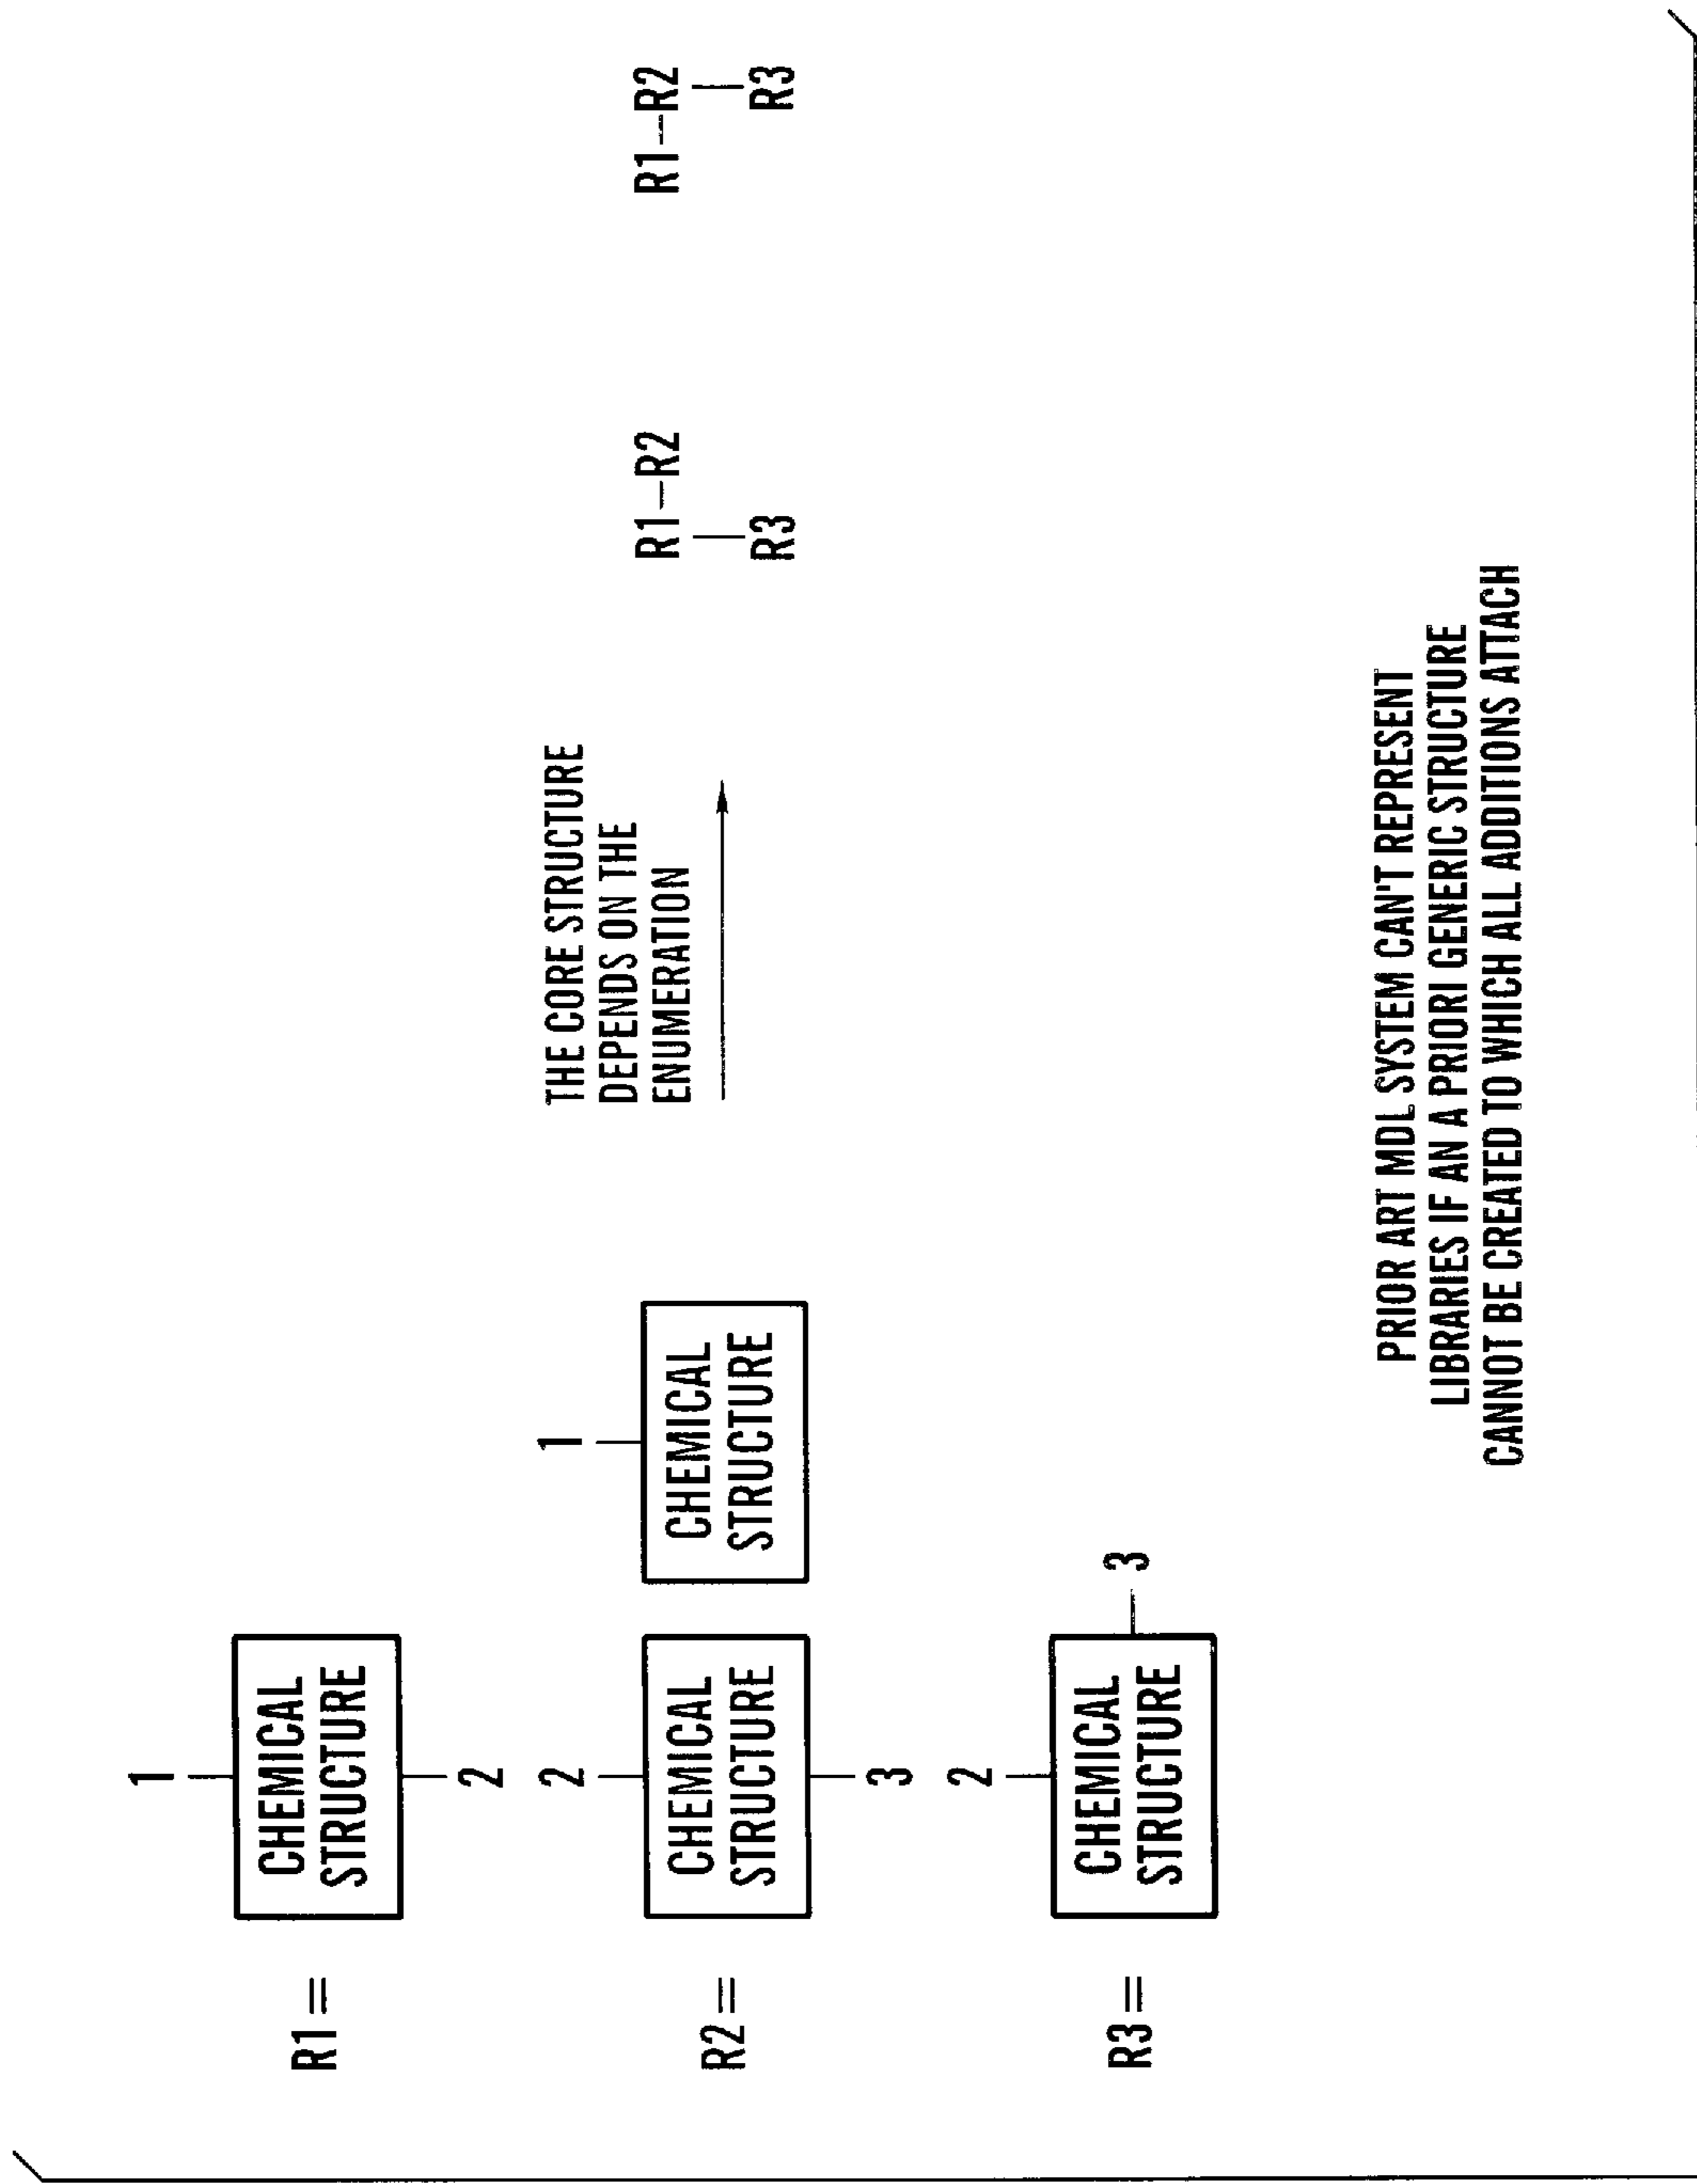 1
R1 =
CHEMICAL
STRUCTURE
2
2
1
R2 =
CHEMICAL
STRUCTURE
CHEMICAL
STRUCTURE
3
2
R3 =
CHEMICAL
STRUCTURE
3
THE CORE STRUCTURE
DEPENDS ON THE
ENUMERATION
R1–R2
R3
R1–R2
R3
PRIOR ART MDL SYSTEM CAN'T REPRESENT
LIBRARIES IF AN A PRIORI GENERIC STRUCTURE
CANNOT BE CREATED TO WHICH ALL ADDITIONS ATTACH